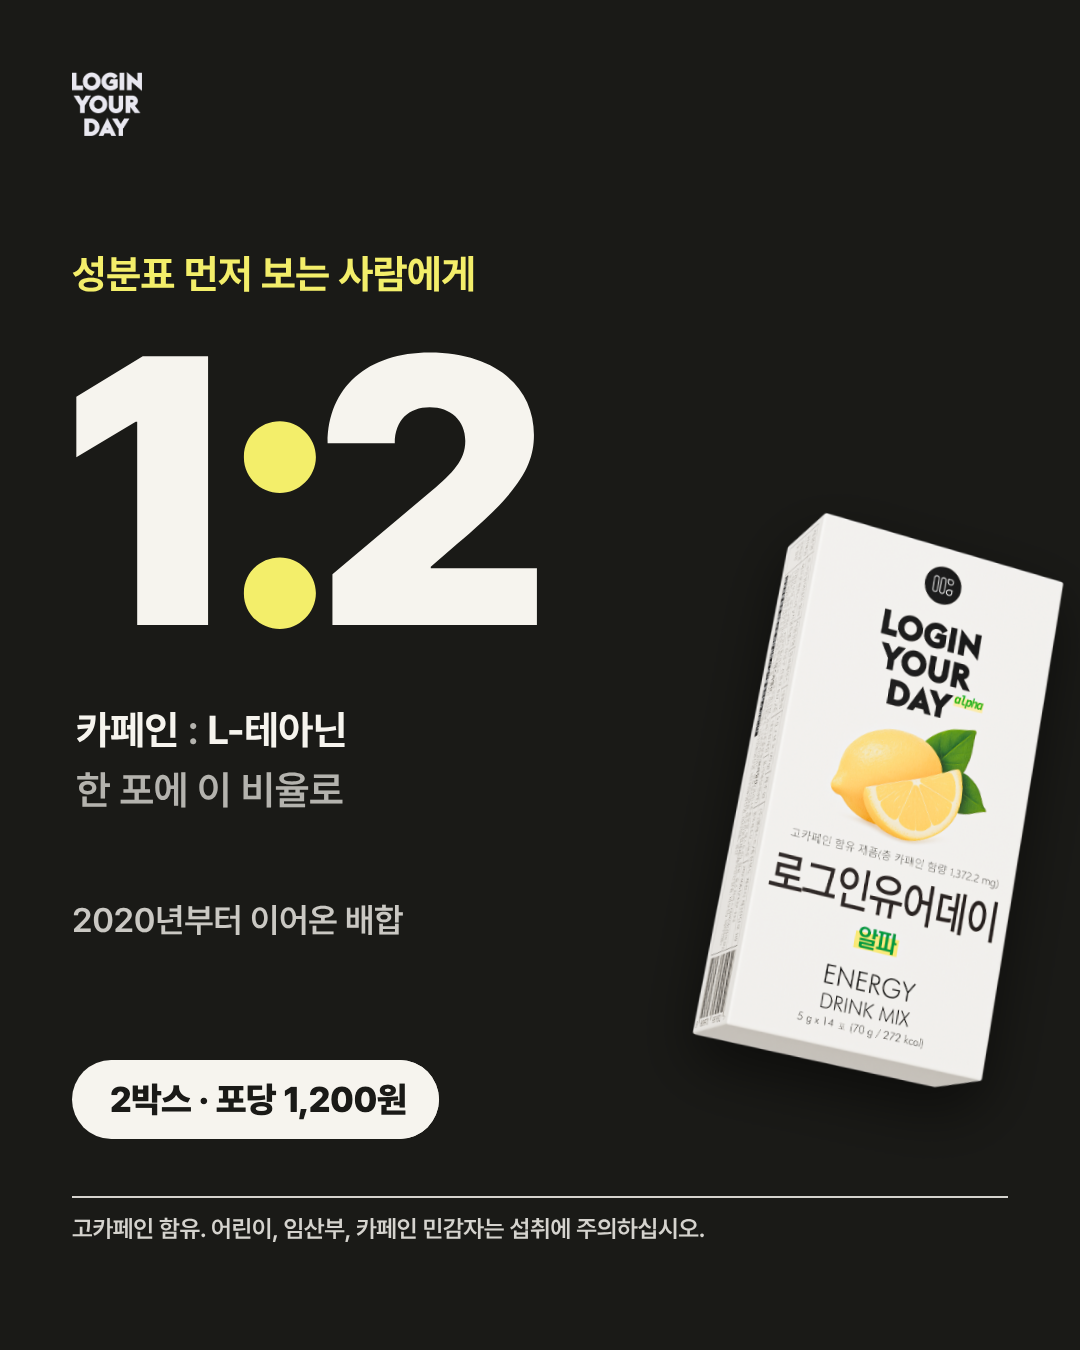 LOGIN
YOUR
DAY
성분표 먼저 보는 사람에게
1:2
카페인 : L-테아닌
한 포에 이 비율로
2020년부터 이어온 배합
2박스 · 포당 1,200원
고카페인 함유. 어린이, 임산부, 카페인 민감자는 섭취에 주의하십시오.
LOGIN
YOUR
DAY alpha
고카페인 함유 제품(총 카페인 함량 1,372.2 mg)
로그인유어데이
알파
ENERGY
DRINK MIX
5 g x 14 포 (70 g / 272 kcal)